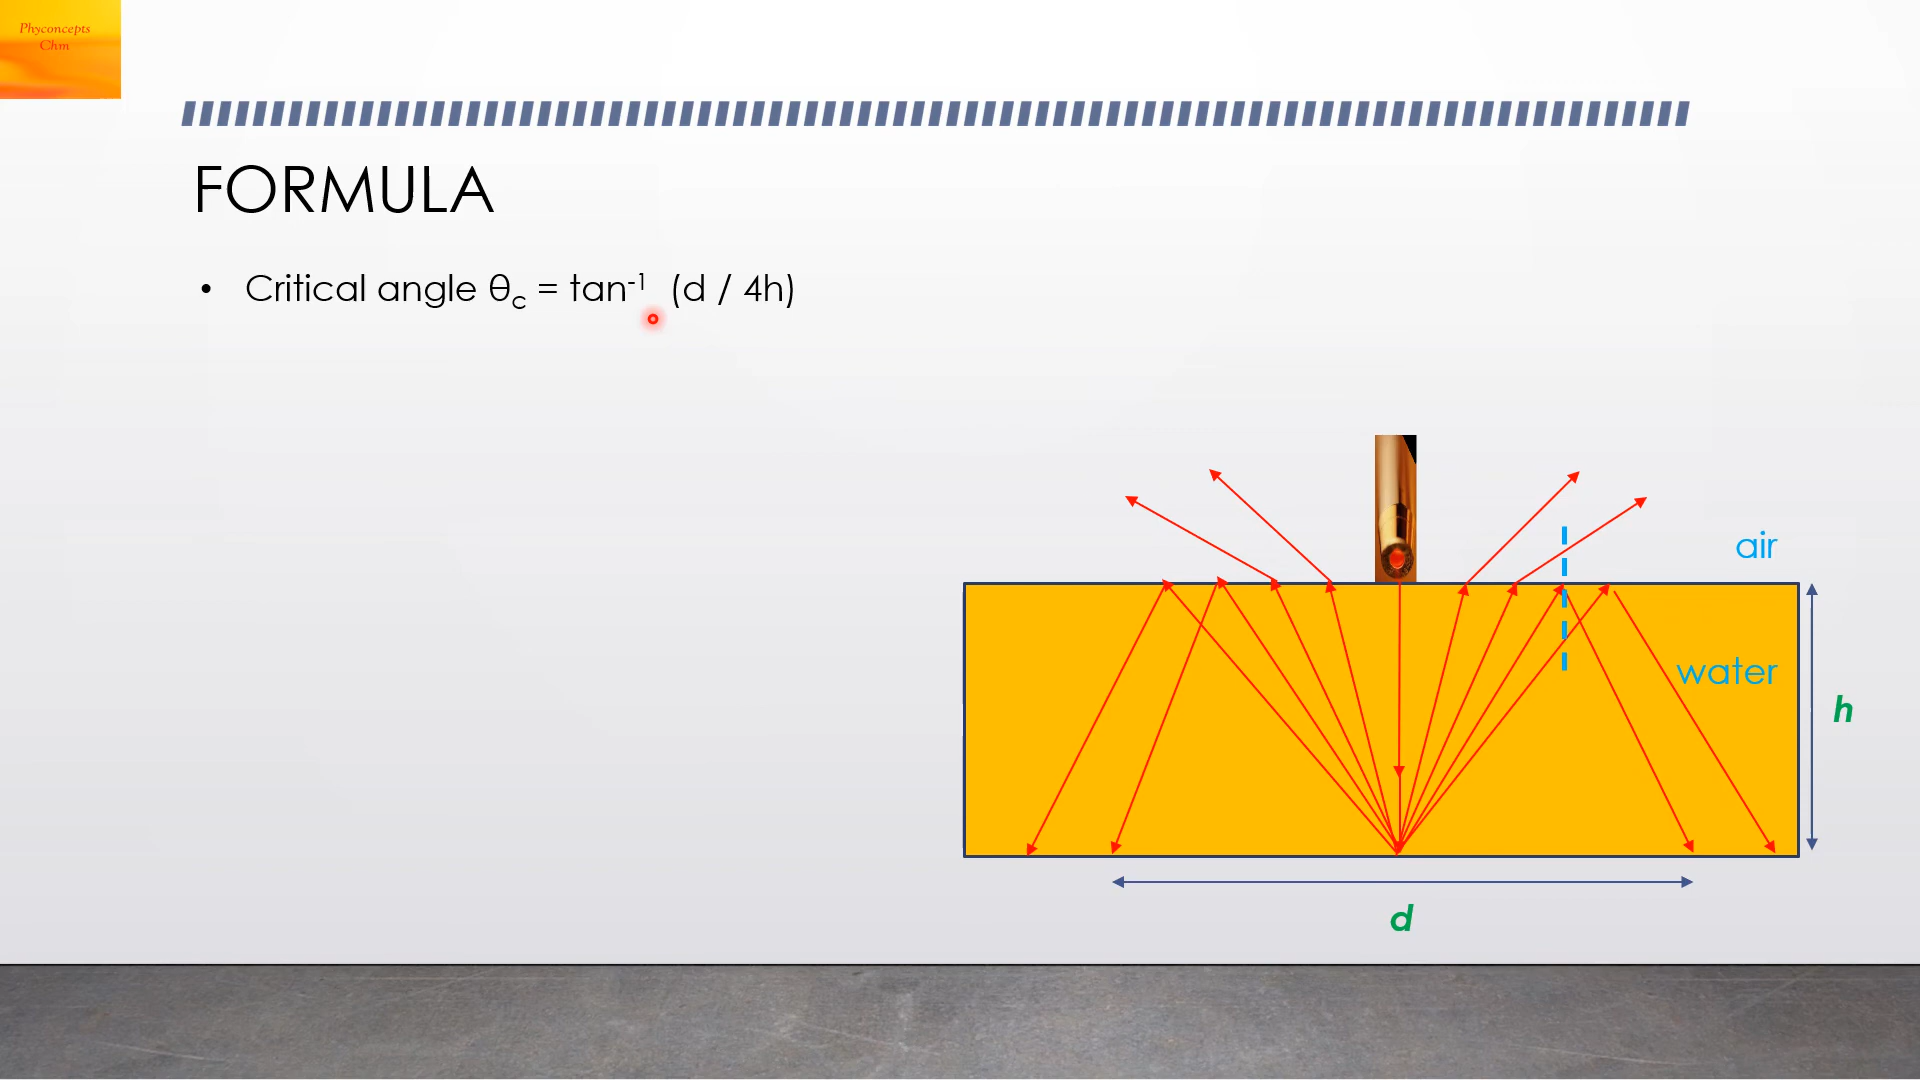 Phyconcepts
Chm
FORMULA
• Critical angle θc = tan⁻¹ (d / 4h)
air
water
h
d